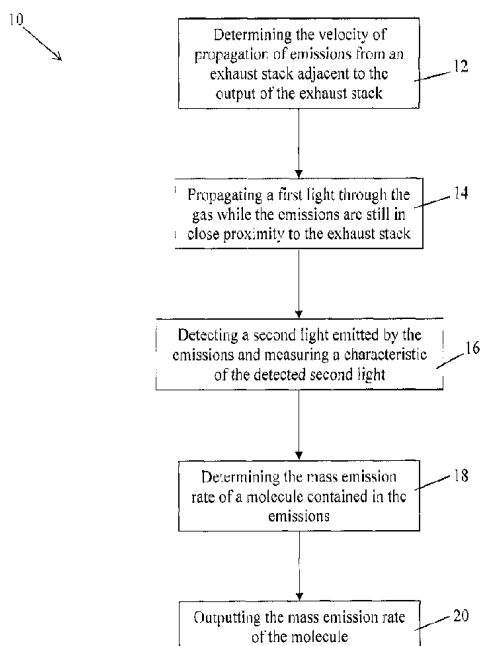 10
Determining the velocity of
propagation of emissions from an
exhaust stack adjacent to the
output of the exhaust stack
12
Propagating a first light through the
gas while the emissions are still in
close proximity to the exhaust stack
14
Detecting a second light emitted by the
emissions and measuring a characteristic
of the detected second light
16
Determining the mass emission
rate of a molecule contained in the
emissions
18
Outputting the mass emission rate
of the molecule
20